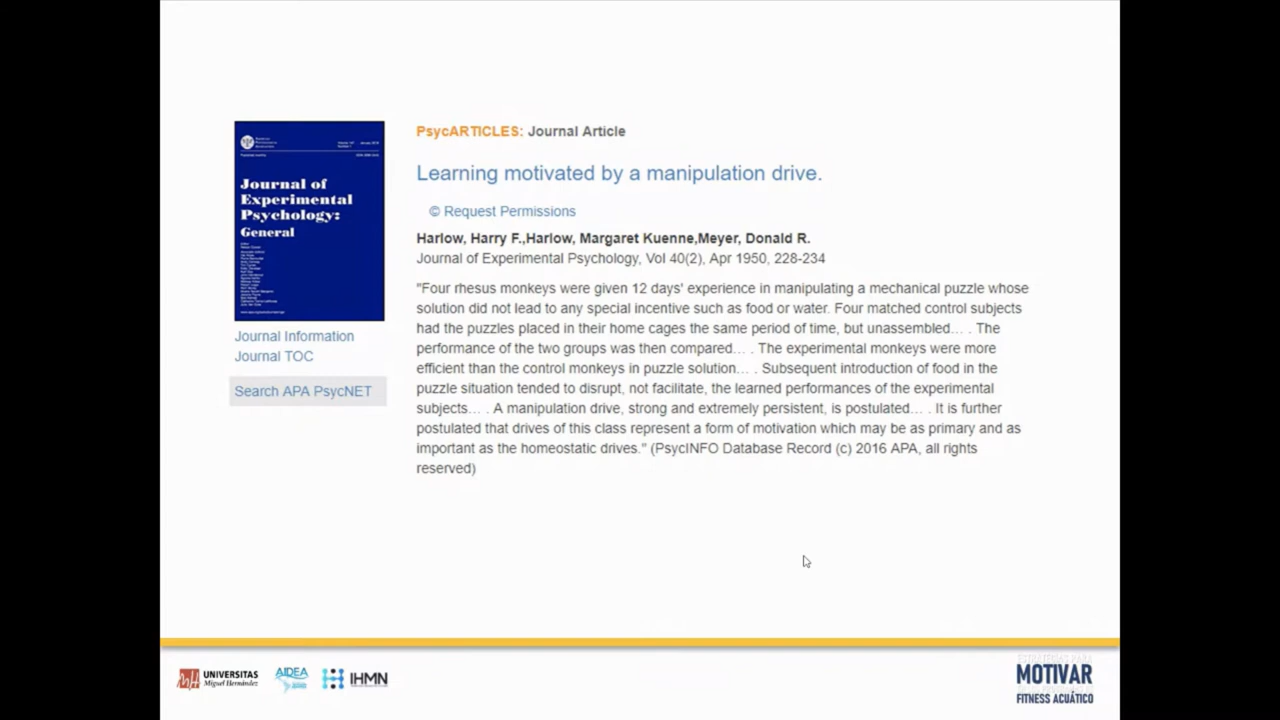 PsycARTICLES: Journal Article
Learning motivated by a manipulation drive.
© Request Permissions
Harlow, Harry F.,Harlow, Margaret Kuenne,Meyer, Donald R.
Journal of Experimental Psychology, Vol 40(2), Apr 1950, 228-234
"Four rhesus monkeys were given 12 days' experience in manipulating a mechanical puzzle whose
solution did not lead to any special incentive such as food or water. Four matched control subjects
had the puzzles placed in their home cages the same period of time, but unassembled... . The
performance of the two groups was then compared... . The experimental monkeys were more
efficient than the control monkeys in puzzle solution... . Subsequent introduction of food in the
puzzle situation tended to disrupt, not facilitate, the learned performances of the experimental
subjects... . A manipulation drive, strong and extremely persistent, is postulated... . It is further
postulated that drives of this class represent a form of motivation which may be as primary and as
important as the homeostatic drives." (PsycINFO Database Record (c) 2016 APA, all rights
reserved)
Journal of
Experimental
Psychology:
General
Journal Information
Journal TOC
Search APA PsycNET
UNIVERSITAS
Miguel Hernández
AIDEA
IHMN
MOTIVAR
FITNESS ACUÁTICO